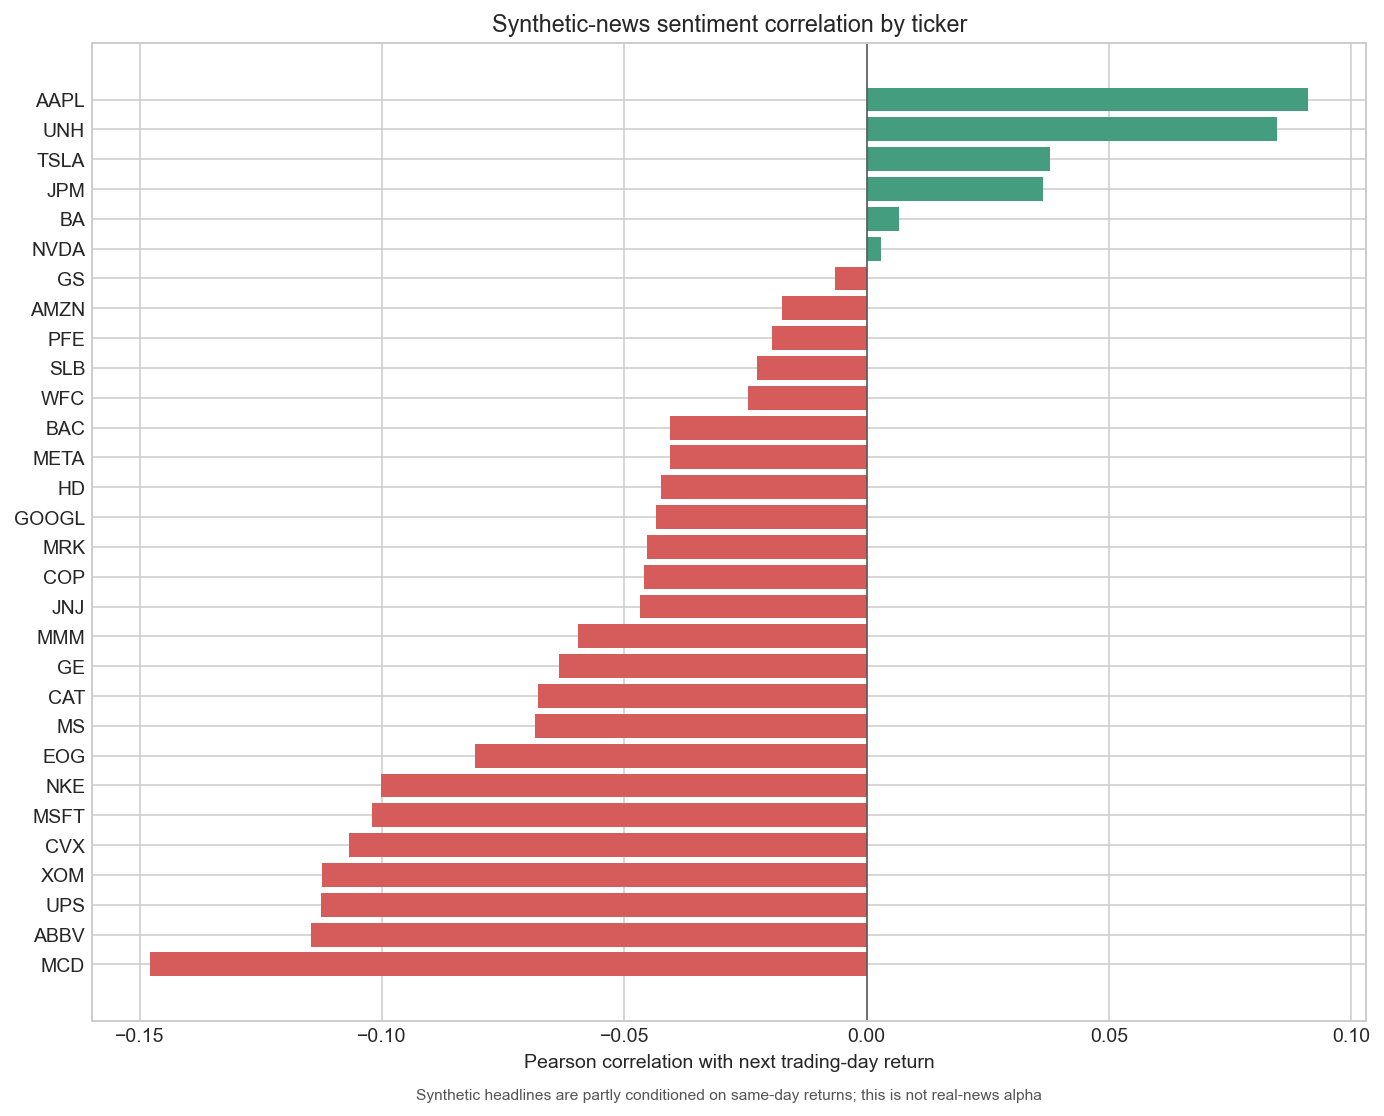 Synthetic-news sentiment correlation by ticker
AAPL
UNH
TSLA
JPM
BA
NVDA
GS
AMZN
PFE
SLB
WFC
BAC
META
HD
GOOGL
MRK
COP
JNJ
MMM
GE
CAT
MS
EOG
NKE
MSFT
CVX
XOM
UPS
ABBV
MCD
−0.15 −0.10 −0.05 0.00 0.05 0.10
Pearson correlation with next trading-day return
Synthetic headlines are partly conditioned on same-day returns; this is not real-news alpha